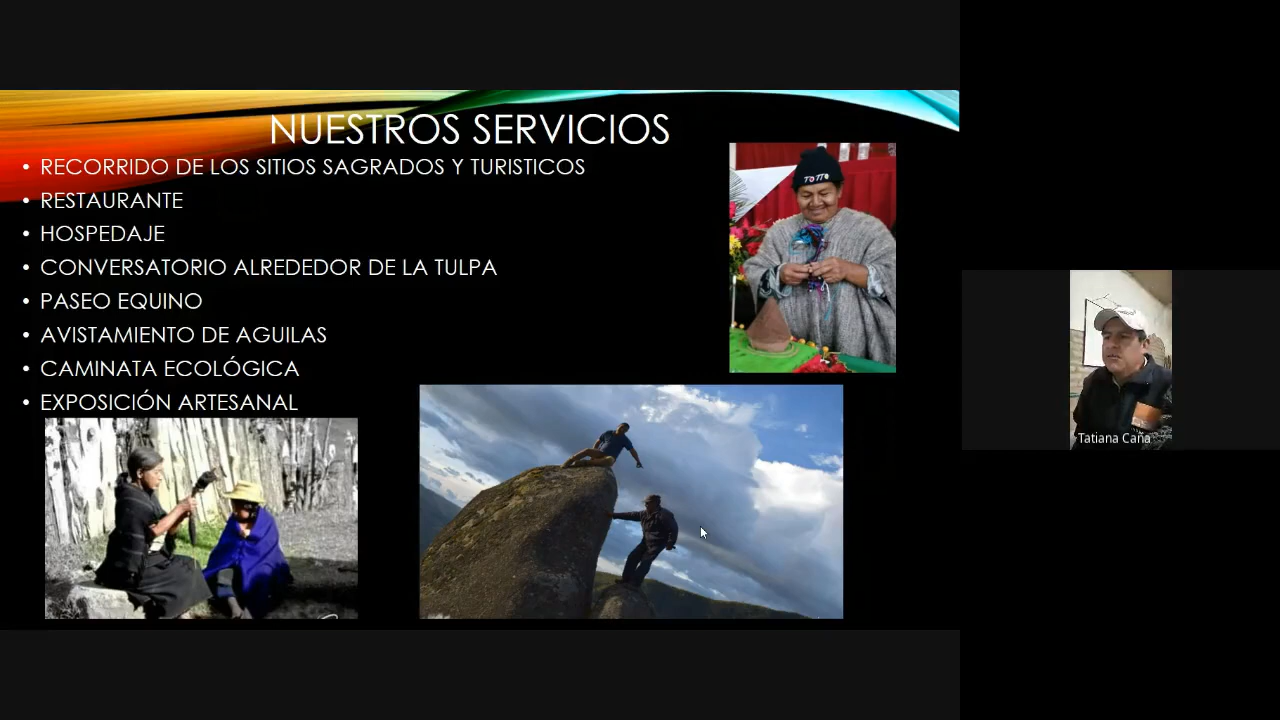 NUESTROS SERVICIOS
• RECORRIDO DE LOS SITIOS SAGRADOS Y TURISTICOS
• RESTAURANTE
• HOSPEDAJE
• CONVERSATORIO ALREDEDOR DE LA TULPA
• PASEO EQUINO
• AVISTAMIENTO DE AGUILAS
• CAMINATA ECOLÓGICA
• EXPOSICIÓN ARTESANAL
TOTTO
Tatiana Caña